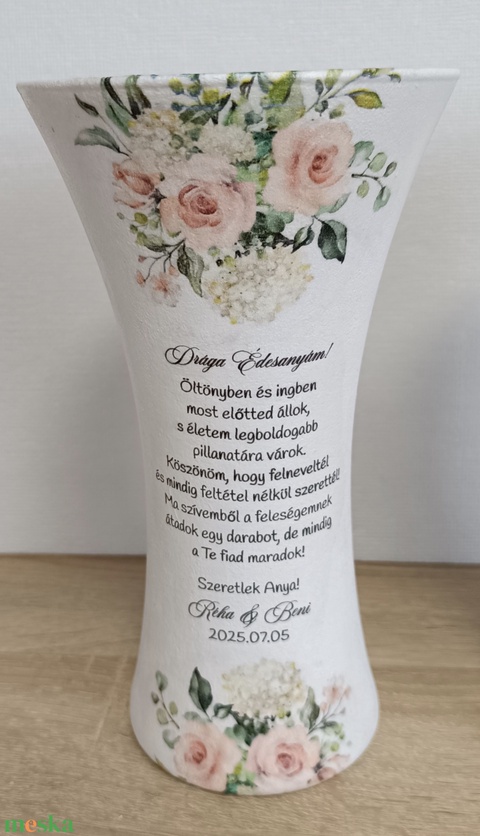 Drága Édesanyám!
Öltönyben és ingben
most előtted állok,
s életem legboldogabb
pillanatára várok.
Köszönöm, hogy felneveltél
és mindig feltétel nélkül szerettél!
Ma szívemből a feleségemnek
átadok egy darabot, de mindig
a Te fiad maradok!
Szeretlek Anya!
Réka & Beni
2025.07.05
meska